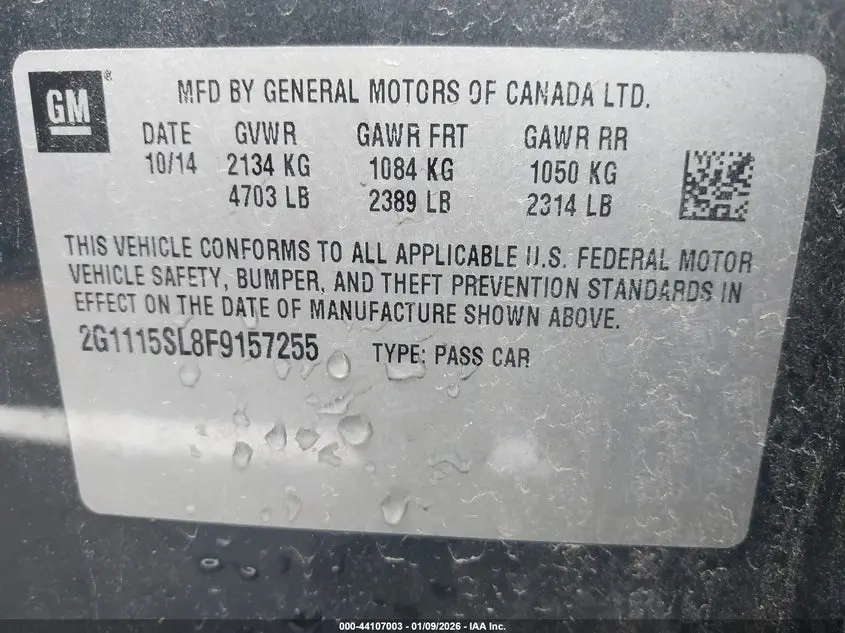 GM ®
MFD BY GENERAL MOTORS OF CANADA LTD.
DATE GVWR GAWR FRT GAWR RR
10/14 2134 KG 1084 KG 1050 KG
4703 LB 2389 LB 2314 LB
THIS VEHICLE CONFORMS TO ALL APPLICABLE U.S. FEDERAL MOTOR
VEHICLE SAFETY, BUMPER, AND THEFT PREVENTION STANDARDS IN
EFFECT ON THE DATE OF MANUFACTURE SHOWN ABOVE.
2G1115SL8F9157255 TYPE: PASS CAR
000-44107003 - 01/09/2026 - IAA Inc.